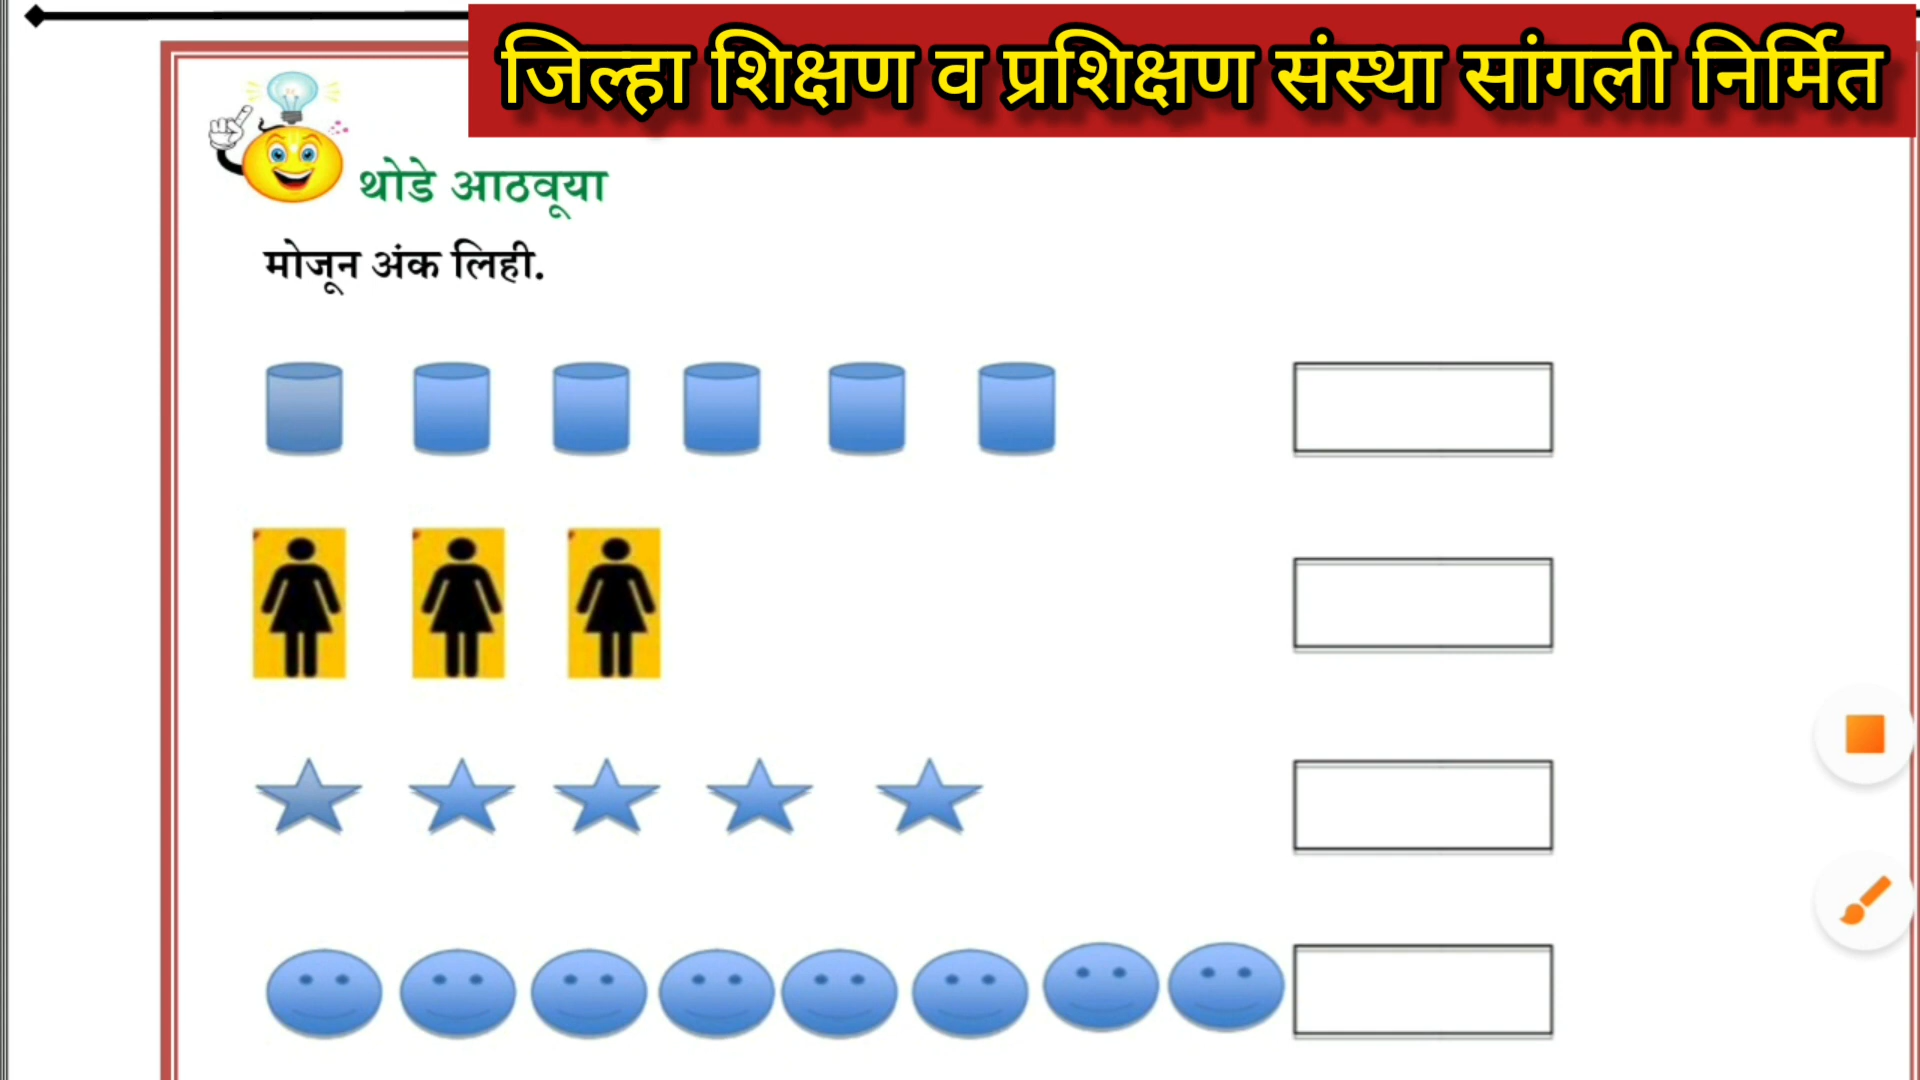 जिल्हा शिक्षण व प्रशिक्षण संस्था सांगली निर्मित
थोडे आठवूया
मोजून अंक लिही.